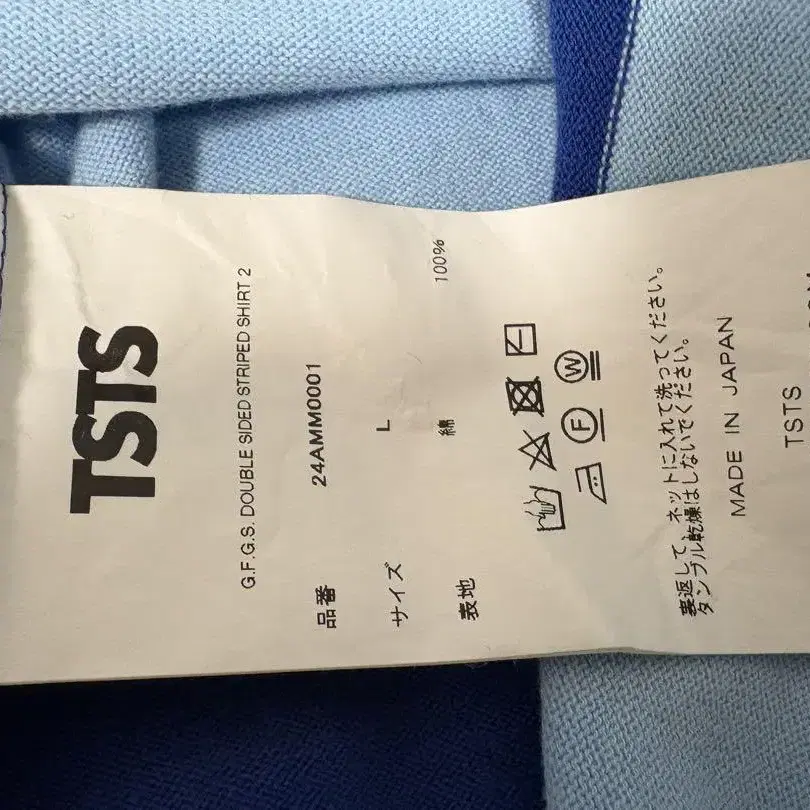 TSTS
G.F.G.S. DOUBLE SIDED STRIPED SHIRT 2
品番 24AMM0001
サイズ L
表地 綿 100%
W
F
裏返して、ネットに入れて洗ってください。
タンブル乾燥はしないでください。
MADE IN JAPAN
TSTS